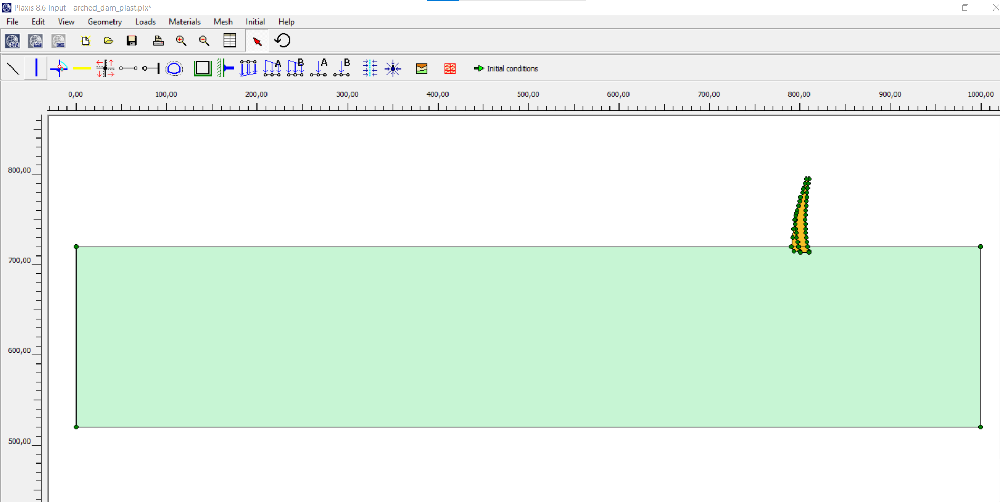 Plaxis 8.6 Input - arched_dam_plast.plx*
File Edit View Geometry Loads Materials Mesh Initial Help
A B A B Initial conditions
0,00 100,00 200,00 300,00 400,00 500,00 600,00 700,00 800,00 900,00 1000,00
800,00
700,00
600,00
500,00